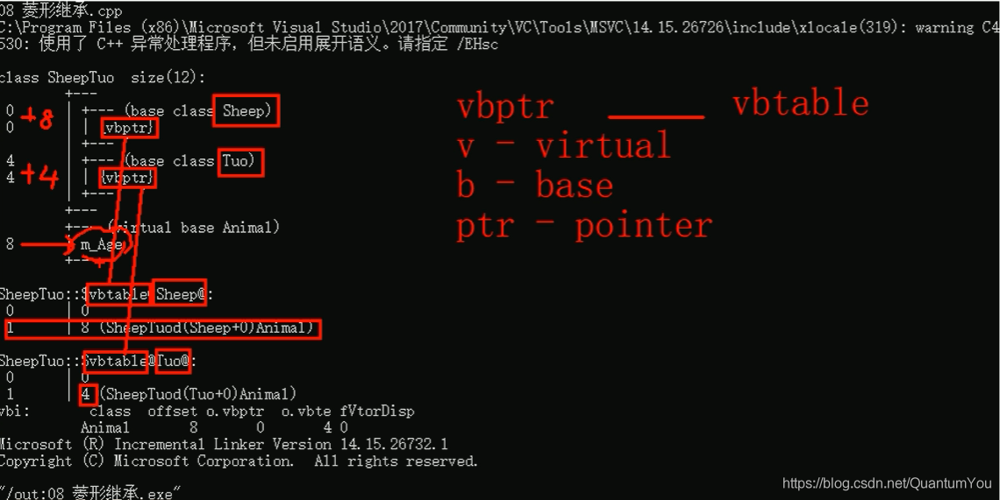 08 菱形继承.cpp
C:\Program Files (x86)\Microsoft Visual Studio\2017\Community\VC\Tools\MSVC\14.15.26726\include\xlocale(319): warning C4
530: 使用了 C++ 异常处理程序，但未启用展开语义。请指定 /EHsc
class SheepTuo  size(12):
+---
0 +8 | +--- (base class Sheep)
0 | | {vbptr}
| +---
4 +4 | +--- (base class Tuo)
4 | | {vbptr}
| +---
+---
+--- (virtual base Animal)
8 | m_Age
+---
vbptr ____ vbtable
v - virtual
b - base
ptr - pointer
SheepTuo::$vbtable@Sheep@:
0 | 0
1 | 8 (SheepTuod(Sheep+0)Animal)
SheepTuo::$vbtable@Tuo@:
0 | 0
1 | 4 (SheepTuod(Tuo+0)Animal)
vbi: class offset o.vbptr o.vbte fVtorDisp
Animal 8 0 4 0
Microsoft (R) Incremental Linker Version 14.15.26732.1
Copyright (C) Microsoft Corporation.  All rights reserved.
"/out:08 菱形继承.exe"
https://blog.csdn.net/QuantumYou